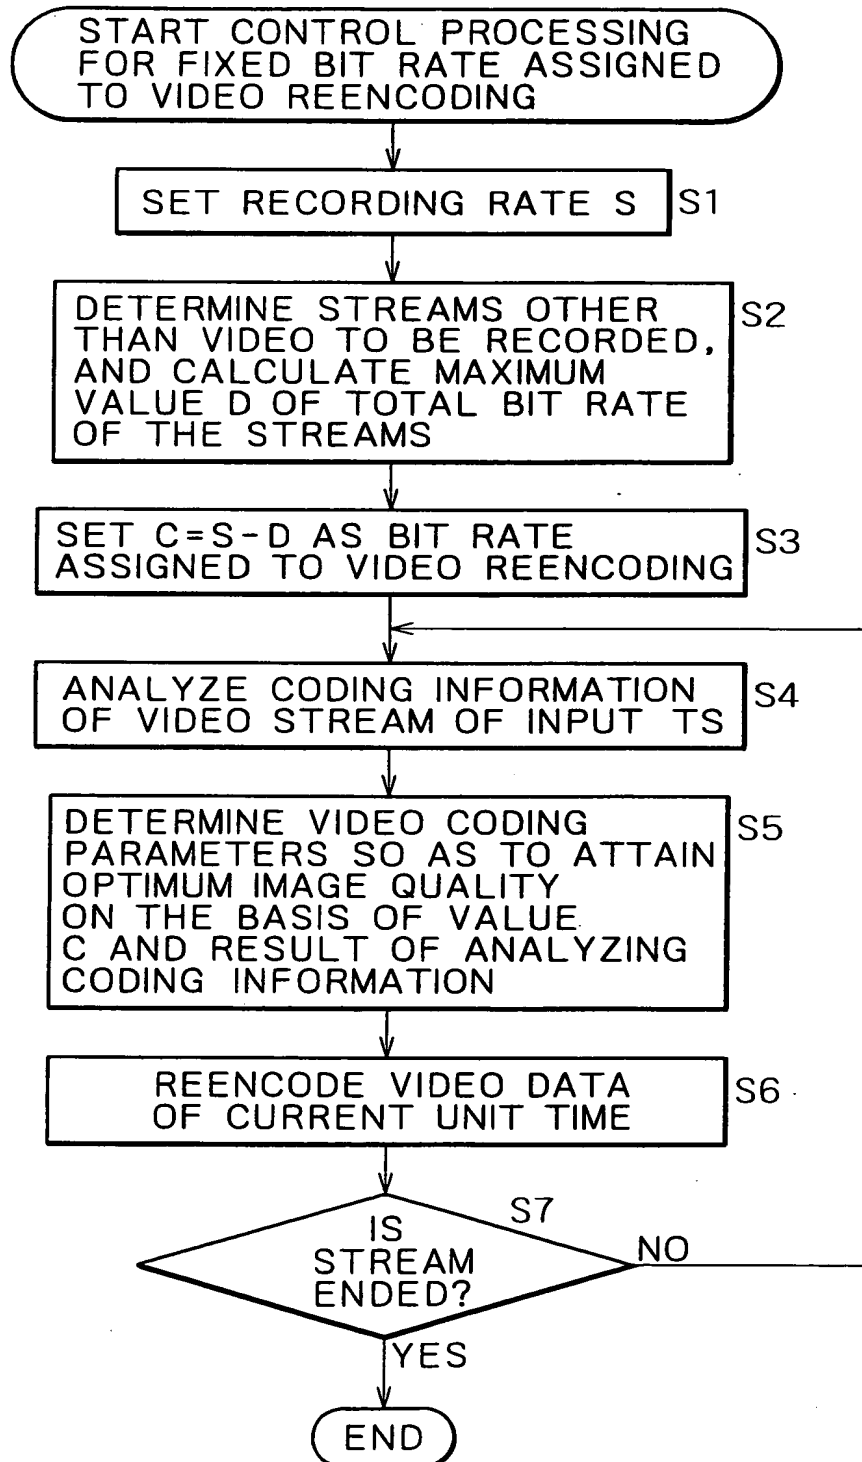 START CONTROL PROCESSING
FOR FIXED BIT RATE ASSIGNED
TO VIDEO REENCODING
SET RECORDING RATE S
S1
DETERMINE STREAMS OTHER
THAN VIDEO TO BE RECORDED,
AND CALCULATE MAXIMUM
VALUE D OF TOTAL BIT RATE
OF THE STREAMS
S2
SET C=S-D AS BIT RATE
ASSIGNED TO VIDEO REENCODING
S3
ANALYZE CODING INFORMATION
OF VIDEO STREAM OF INPUT TS
S4
DETERMINE VIDEO CODING
PARAMETERS SO AS TO ATTAIN
OPTIMUM IMAGE QUALITY
ON THE BASIS OF VALUE
C AND RESULT OF ANALYZING
CODING INFORMATION
S5
REENCODE VIDEO DATA
OF CURRENT UNIT TIME
S6
S7
IS
STREAM
ENDED?
NO
YES
END